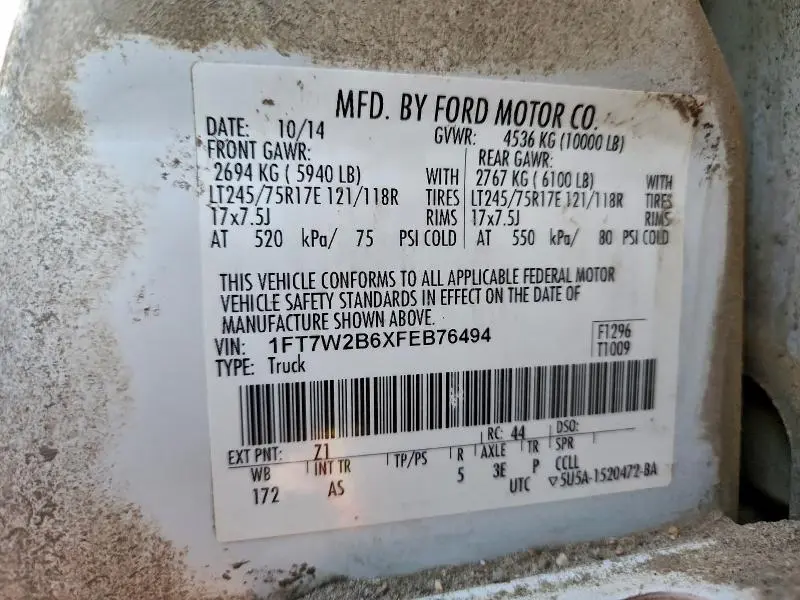 MFD. BY FORD MOTOR CO.
DATE: 10/14 GVWR: 4536 KG (10000 LB)
FRONT GAWR: REAR GAWR:
2694 KG ( 5940 LB) WITH 2767 KG ( 6100 LB) WITH
LT245/75R17E 121/118R TIRES LT245/75R17E 121/118R TIRES
17x7.5J RIMS 17x7.5J RIMS
AT 520 kPa/ 75 PSI COLD AT 550 kPa/ 80 PSI COLD
THIS VEHICLE CONFORMS TO ALL APPLICABLE FEDERAL MOTOR
VEHICLE SAFETY STANDARDS IN EFFECT ON THE DATE OF
MANUFACTURE SHOWN ABOVE.
VIN: 1FT7W2B6XFEB76494 F1296
TYPE: Truck T1009
EXT PNT: Z1 RC: 44 DSO:
WB INT TR TP/PS R AXLE TR SPR
172 AS 5 3E P CCLL
UTC ▽5U5A-1520472-BA